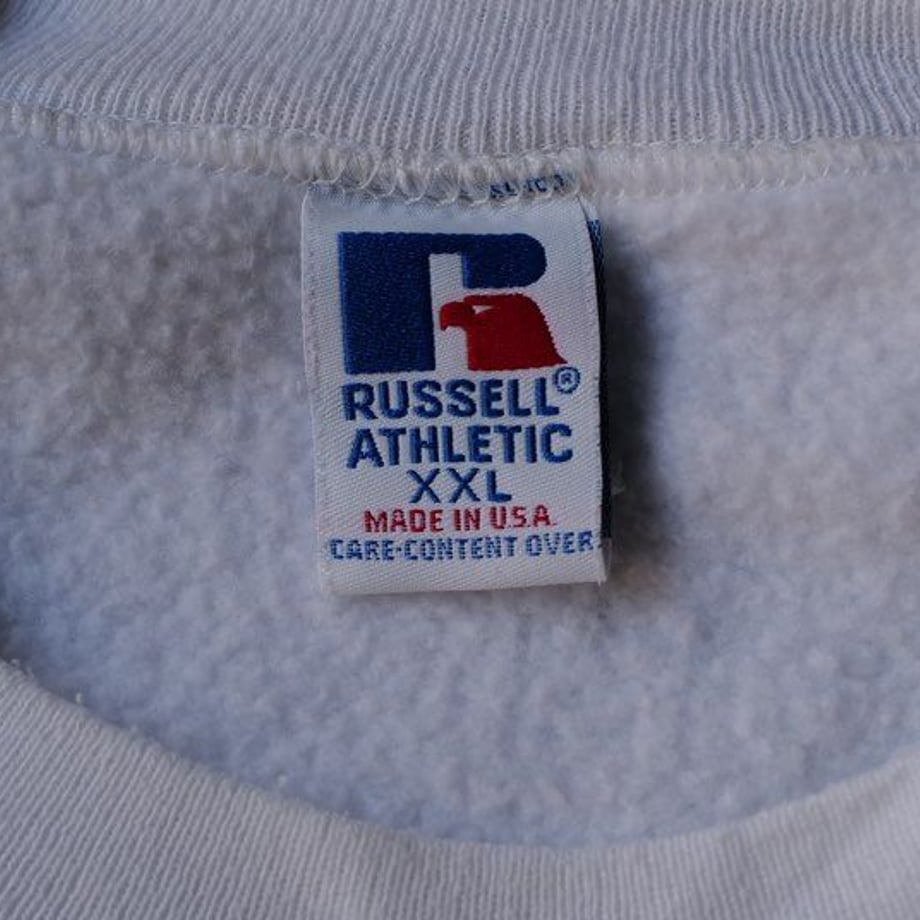 RUSSELL®
ATHLETIC
XXL
MADE IN U.S.A.
CARE-CONTENT OVER